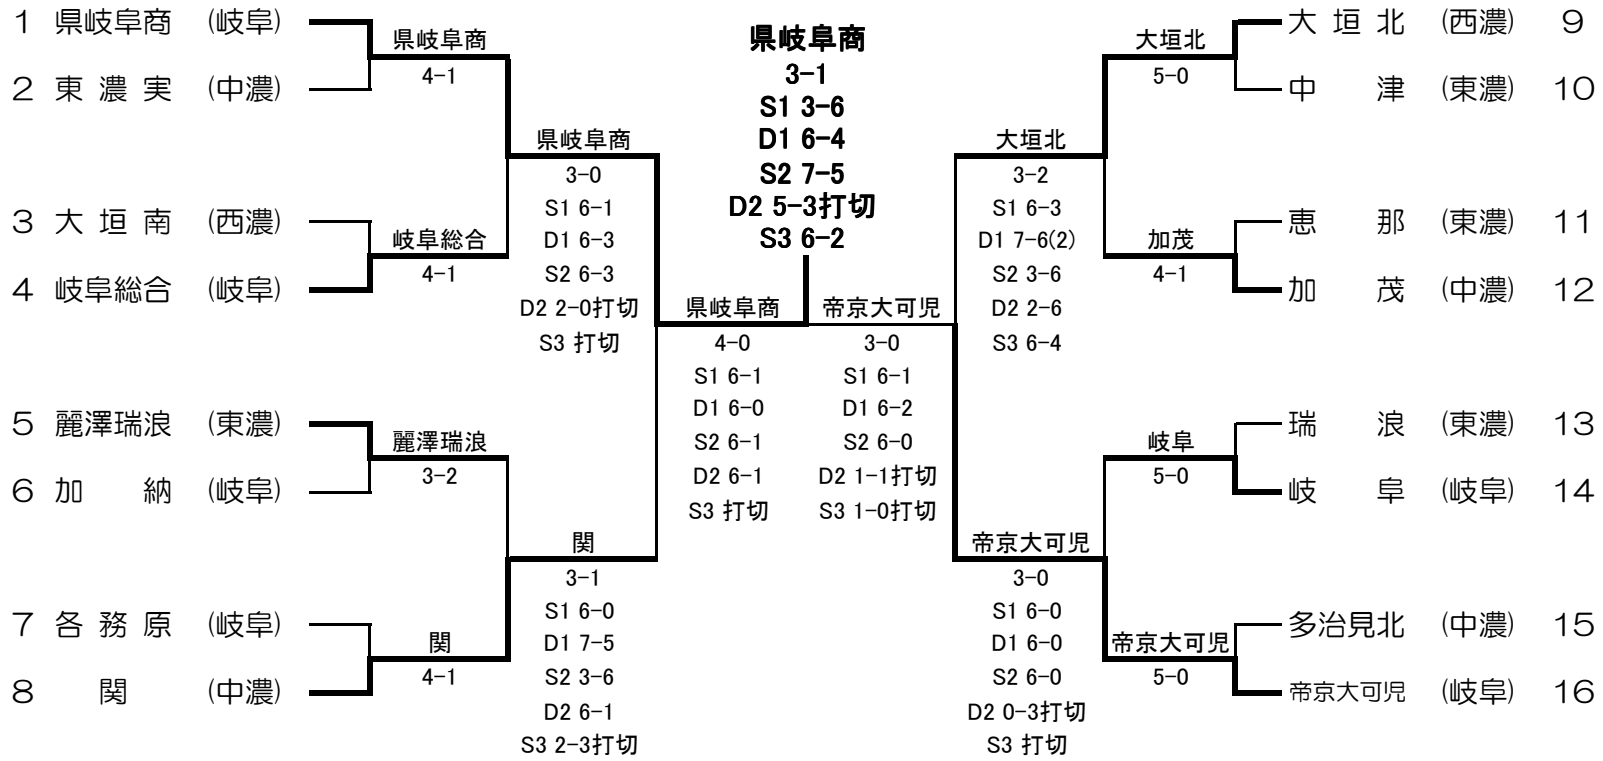 1 県岐阜商 (岐阜)
2 東濃実 (中濃)
3 大垣南 (西濃)
4 岐阜総合 (岐阜)
5 麗澤瑞浪 (東濃)
6 加納 (岐阜)
7 各務原 (岐阜)
8 関 (中濃)
県岐阜商
4-1
岐阜総合
4-1
麗澤瑞浪
3-2
関
4-1
県岐阜商
3-0
S1 6-1
D1 6-3
S2 6-3
D2 2-0打切
S3 打切
関
3-1
S1 6-0
D1 7-5
S2 3-6
D2 6-1
S3 2-3打切
県岐阜商
4-0
S1 6-1
D1 6-0
S2 6-1
D2 6-1
S3 打切
県岐阜商
3-1
S1 3-6
D1 6-4
S2 7-5
D2 5-3打切
S3 6-2
帝京大可児
3-0
S1 6-1
D1 6-2
S2 6-0
D2 1-1打切
S3 1-0打切
大垣北
3-2
S1 6-3
D1 7-6(2)
S2 3-6
D2 2-6
S3 6-4
帝京大可児
3-0
S1 6-0
D1 6-0
S2 6-0
D2 0-3打切
S3 打切
大垣北
5-0
加茂
4-1
岐阜
5-0
帝京大可児
5-0
大垣北 (西濃) 9
中津 (東濃) 10
恵那 (東濃) 11
加茂 (中濃) 12
瑞浪 (東濃) 13
岐阜 (岐阜) 14
多治見北 (中濃) 15
帝京大可児 (岐阜) 16